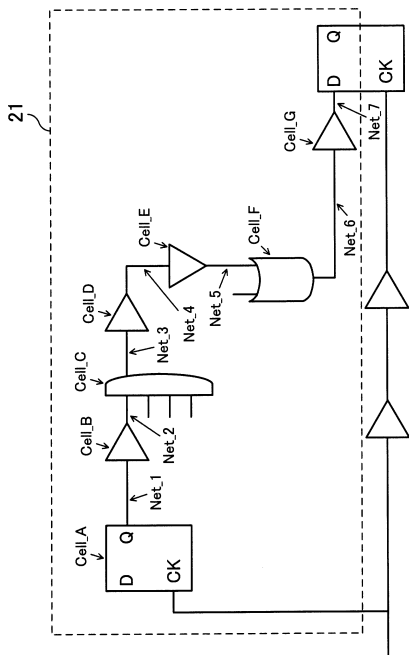 21
Cell_A
D
Q
CK
Net_1
Cell_B
Net_2
Cell_C
Net_3
Cell_D
Net_4
Cell_E
Net_5
Cell_F
Net_6
Cell_G
Net_7
D
Q
CK